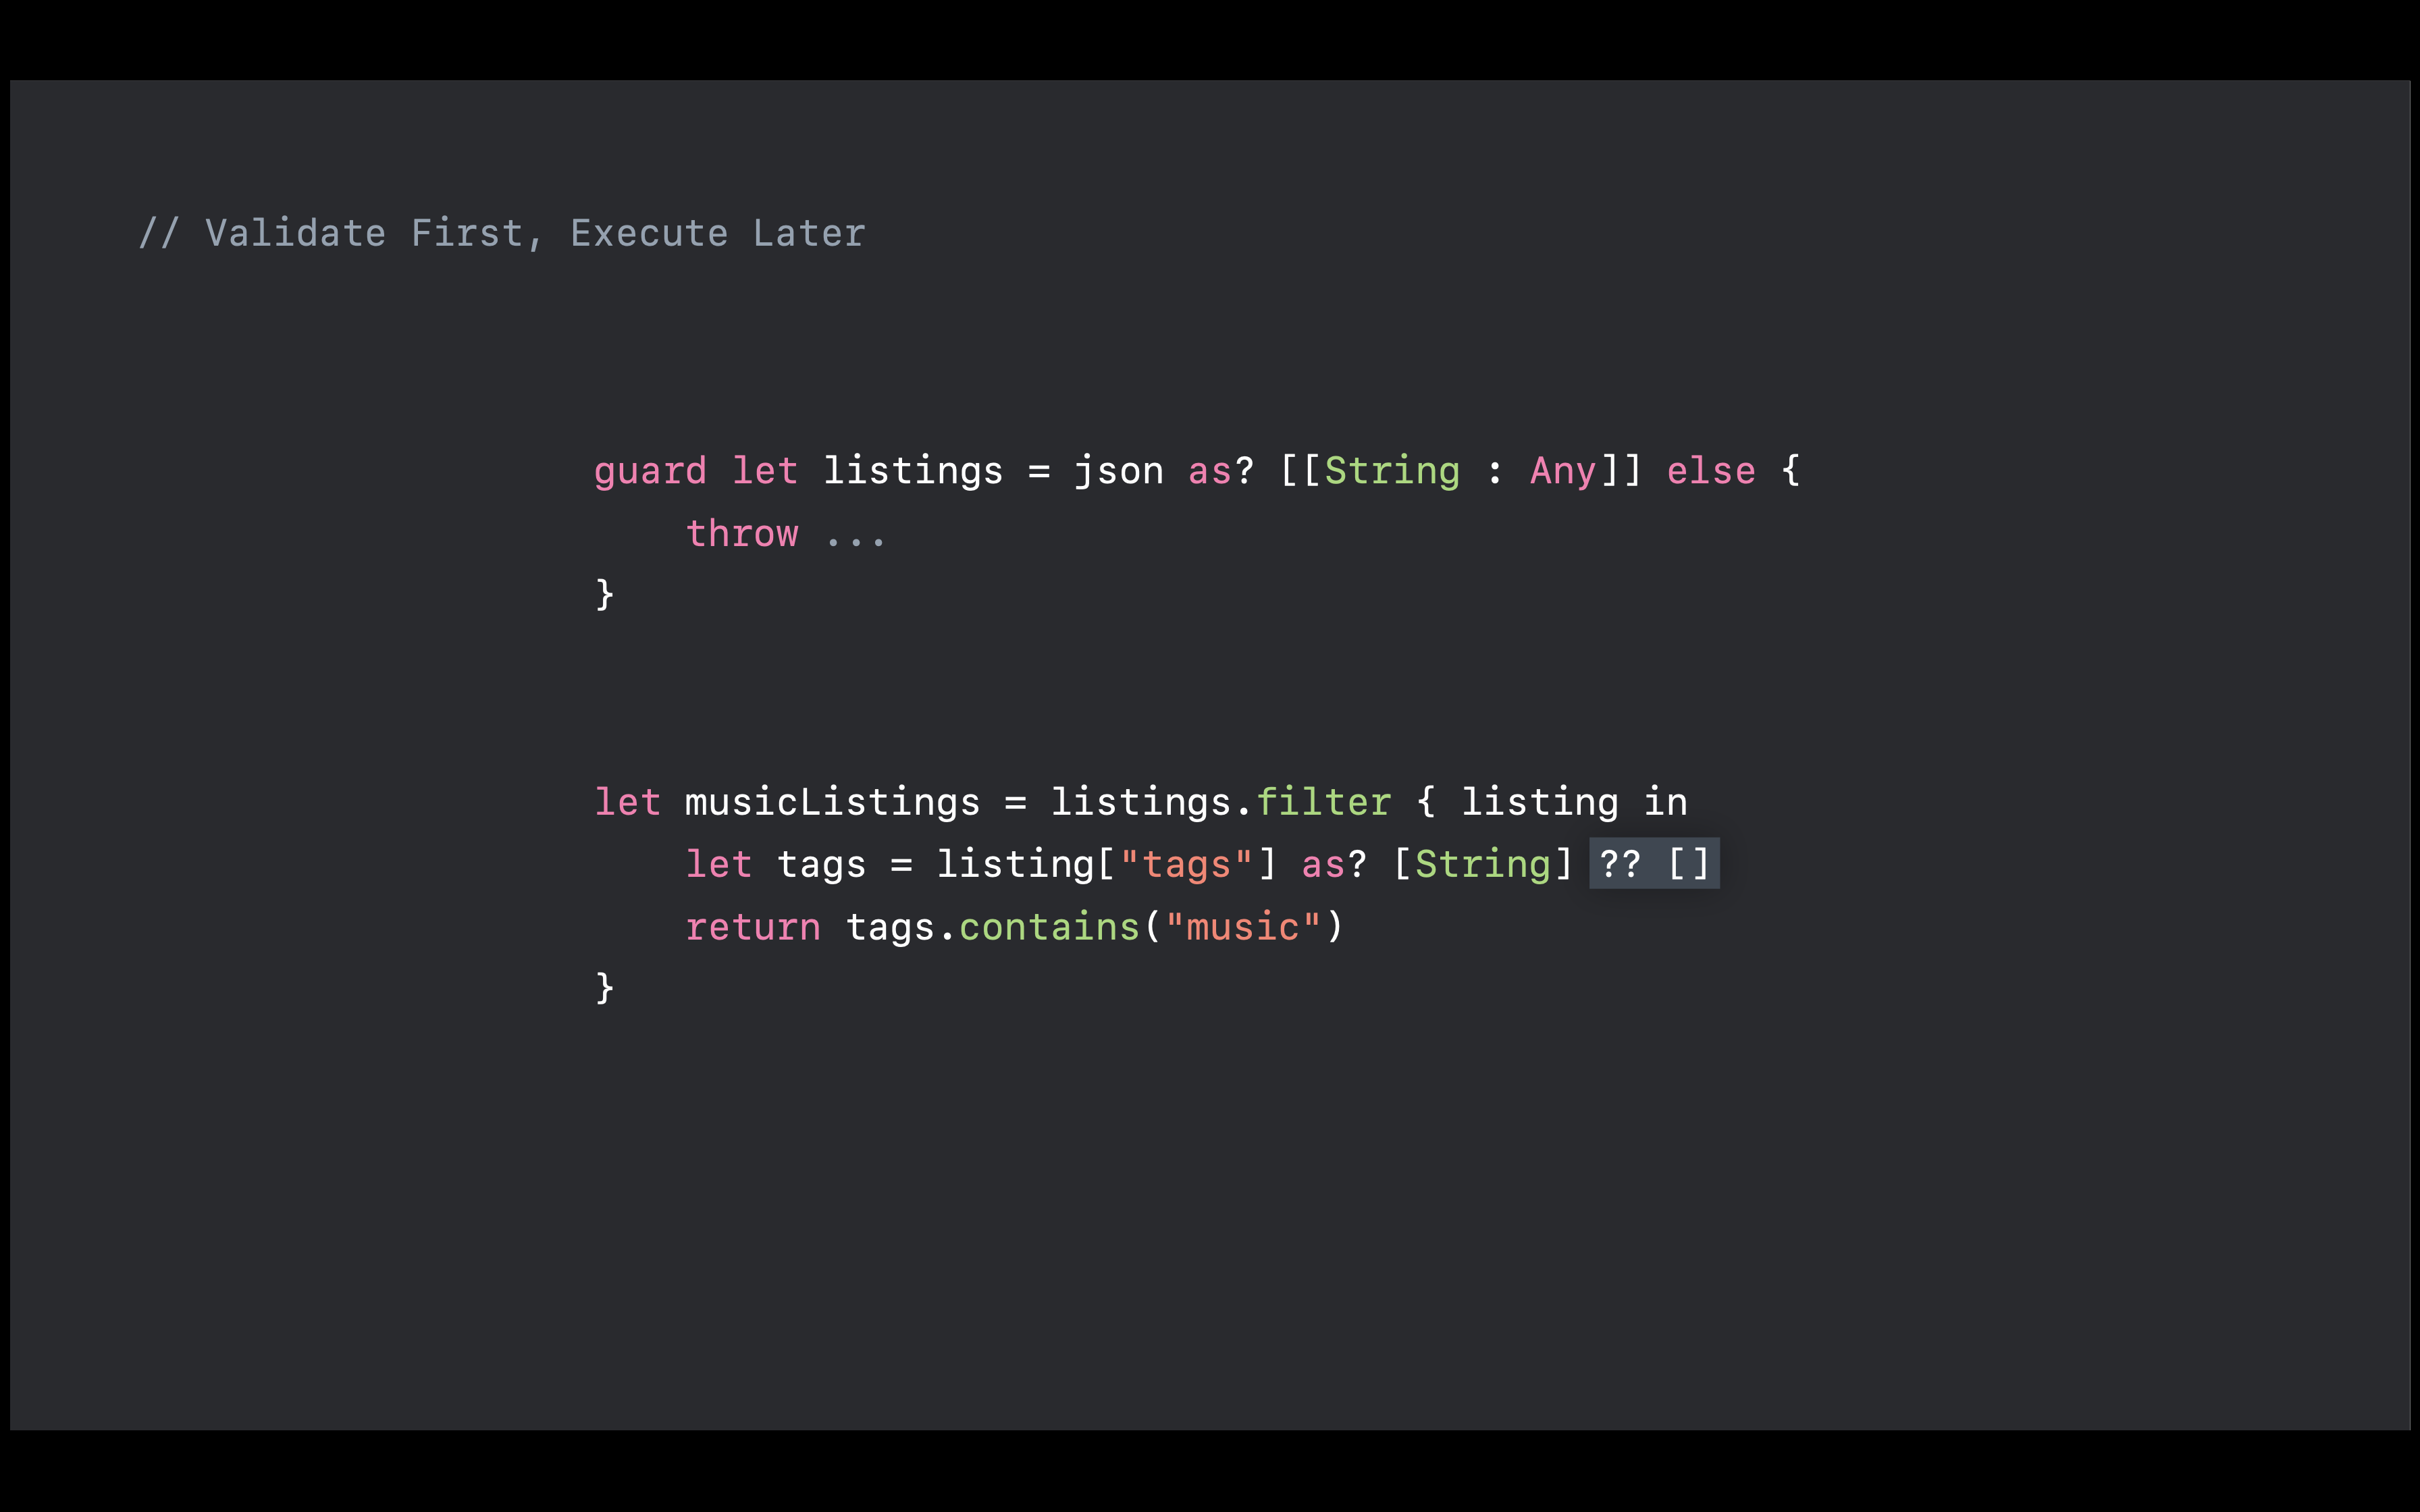 // Validate First, Execute Later
guard let listings = json as? [[String : Any]] else {
throw ...
}
let musicListings = listings.filter { listing in
let tags = listing["tags"] as? [String] ?? []
return tags.contains("music")
}